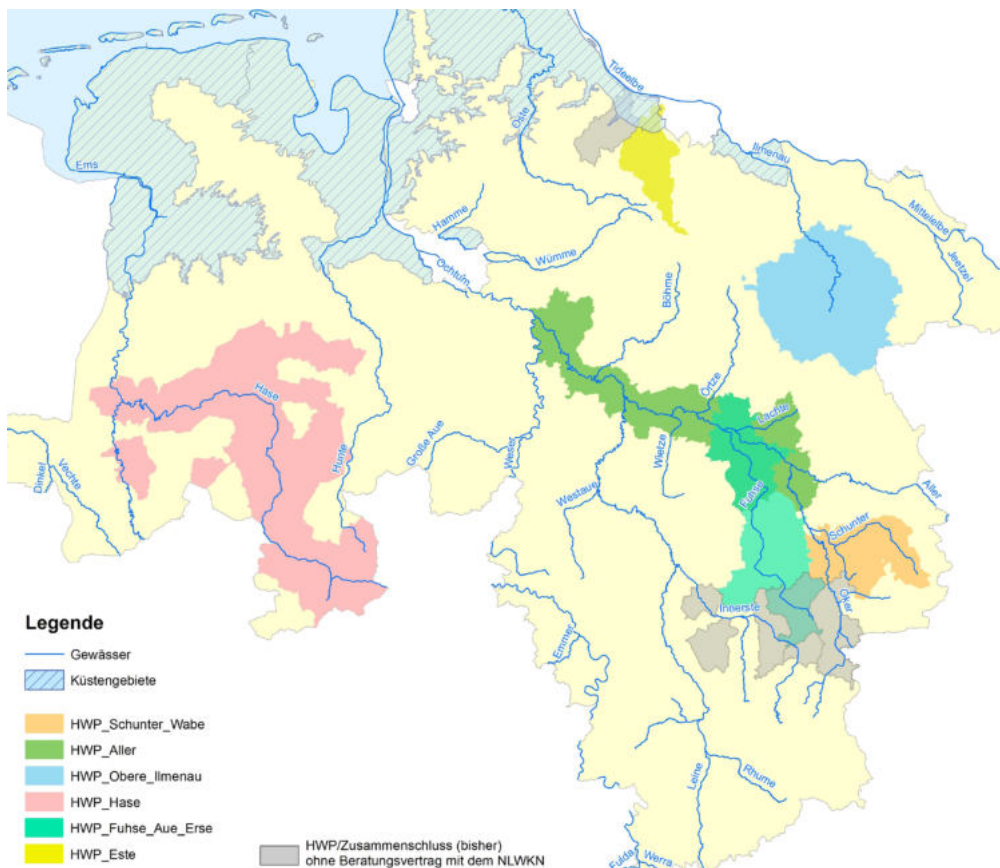 Tideelbe
Oste
Ems
Ilmenau
Hamme
Mittelelbe
Wümme
Jeetzel
Ochtum
Böhme
Örtze
Hase
Lachte
Große Aue
Hunte
Weser
Wietze
Dinkel
Vechte
Aller
Westaue
Fuhse
Schunter
Oker
Innerste
Emmer
Leine
Rhume
Fulda
Werra
Legende
Gewässer
Küstengebiete
HWP_Schunter_Wabe
HWP_Aller
HWP_Obere_Ilmenau
HWP_Hase
HWP_Fuhse_Aue_Erse
HWP_Este
HWP/Zusammenschluss (bisher)
ohne Beratungsvertrag mit dem NLWKN